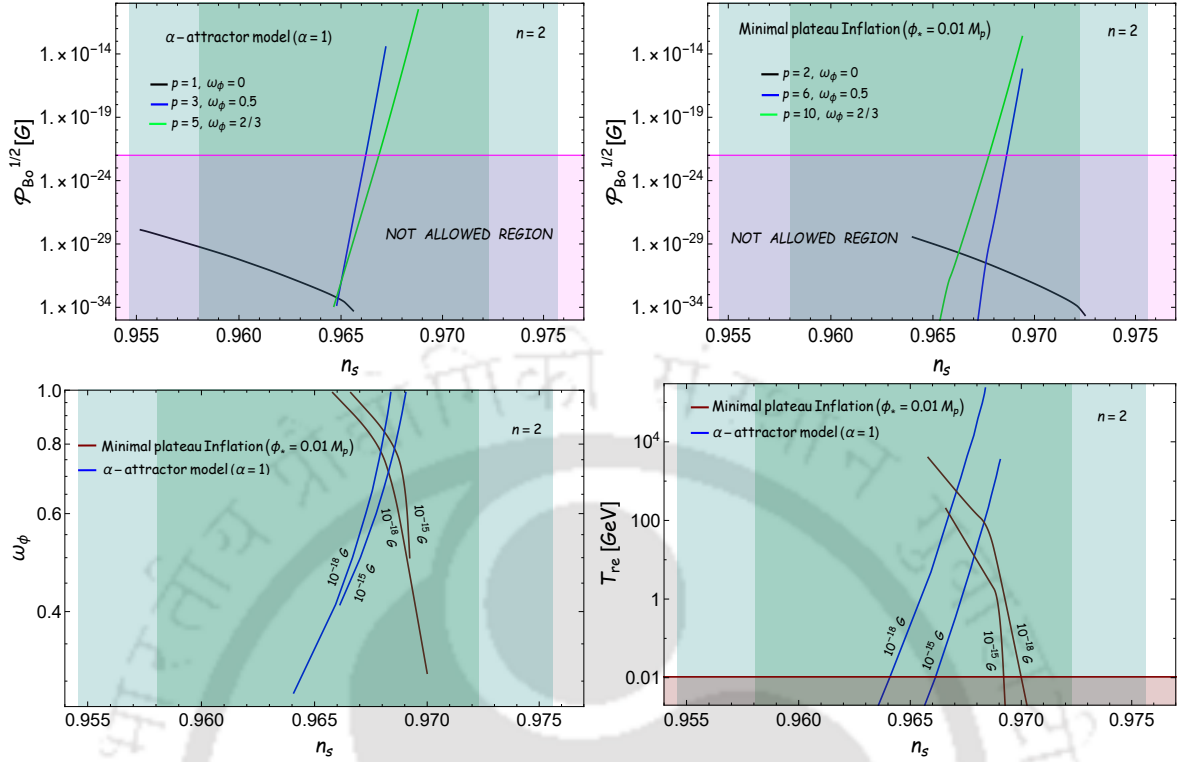 α-attractor model (α = 1)
n = 2
p = 1, ω_ϕ = 0
p = 3, ω_ϕ = 0.5
p = 5, ω_ϕ = 2/3
NOT ALLOWED REGION
𝒫_B0^1/2 [G]
1. × 10^-14
1. × 10^-19
1. × 10^-24
1. × 10^-29
1. × 10^-34
0.955 0.960 0.965 0.970 0.975
n_s
Minimal plateau Inflation (ϕ_* = 0.01 M_p)
n = 2
p = 2, ω_ϕ = 0
p = 6, ω_ϕ = 0.5
p = 10, ω_ϕ = 2/3
NOT ALLOWED REGION
𝒫_B0^1/2 [G]
1. × 10^-14
1. × 10^-19
1. × 10^-24
1. × 10^-29
1. × 10^-34
0.955 0.960 0.965 0.970 0.975
n_s
n = 2
Minimal plateau Inflation (ϕ_* = 0.01 M_p)
α-attractor model (α = 1)
10^-18 G
10^-15 G
10^-18 G
10^-15 G
ω_ϕ
1.0
0.8
0.6
0.4
0.955 0.960 0.965 0.970 0.975
n_s
Minimal plateau Inflation (ϕ_* = 0.01 M_p)
n = 2
α-attractor model (α = 1)
10^-18 G
10^-15 G
10^-15 G
10^-18 G
T_re [GeV]
10^4
100
1
0.01
0.955 0.960 0.965 0.970 0.975
n_s